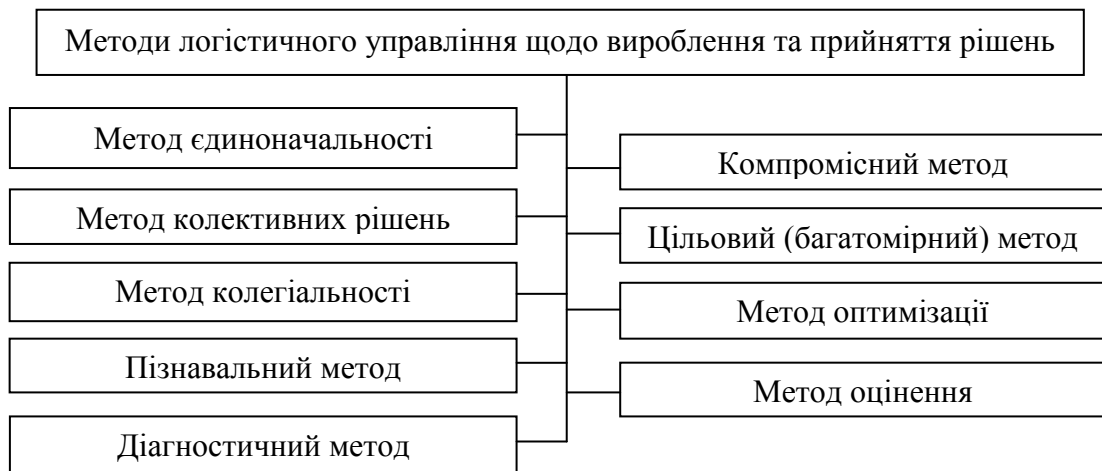 Методи логістичного управління щодо вироблення та прийняття рішень
Метод єдиноначальності
Метод колективних рішень
Метод колегіальності
Пізнавальний метод
Діагностичний метод
Компромісний метод
Цільовий (багатомірний) метод
Метод оптимізації
Метод оцінення